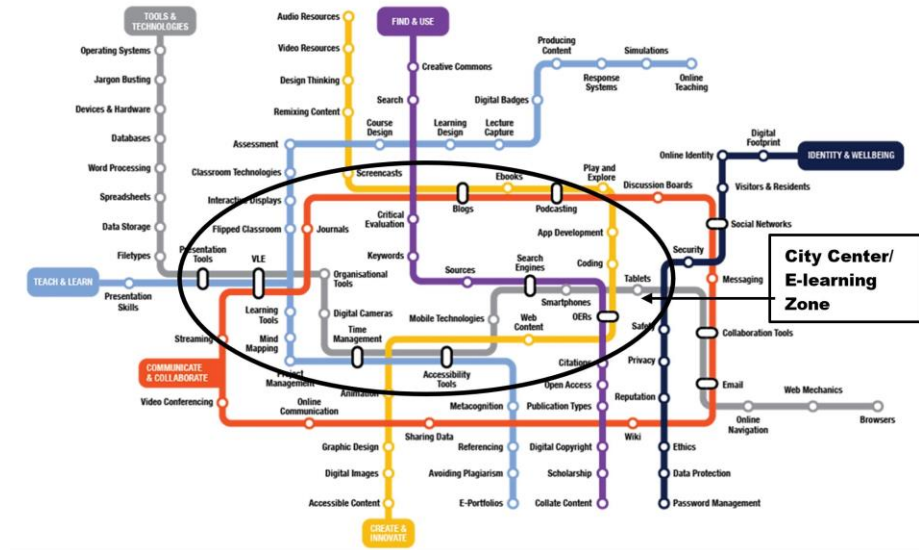 TOOLS &
TECHNOLOGIES
Operating Systems
Jargon Busting
Devices & Hardware
Databases
Word Processing
Spreadsheets
Data Storage
Filetypes
Audio Resources
Video Resources
Design Thinking
Remixing Content
Screencasts
FIND & USE
Creative Commons
Search
Critical
Evaluation
Keywords
Sources
Producing
Content
Simulations
Response
Systems
Online
Teaching
Digital Badges
Assessment
Course
Design
Learning
Design
Lecture
Capture
Classroom Technologies
Interactive Displays
Flipped Classroom
Journals
Ebooks
Blogs
Podcasting
Play and
Explore
App Development
Coding
Discussion Boards
Online Identity
Digital
Footprint
IDENTITY & WELLBEING
Visitors & Residents
Social Networks
Security
Messaging
City Center/
E-learning
Zone
TEACH & LEARN
Presentation
Skills
Presentation
Tools
VLE
Organisational
Tools
Learning
Tools
Digital Cameras
Mind
Mapping
Time
Management
Project
Management
Accessibility
Tools
Mobile Technologies
Search
Engines
Smartphones
Tablets
Web
Content
OERs
Safety
Collaboration Tools
Streaming
COMMUNICATE
& COLLABORATE
Video Conferencing
Online
Communication
Sharing Data
Wiki
Animation
Metacognition
Citations
Open Access
Publication Types
Privacy
Reputation
Email
Online
Navigation
Web Mechanics
Browsers
Graphic Design
Digital Images
Accessible Content
CREATE &
INNOVATE
Referencing
Avoiding Plagiarism
E-Portfolios
Digital Copyright
Scholarship
Collate Content
Ethics
Data Protection
Password Management